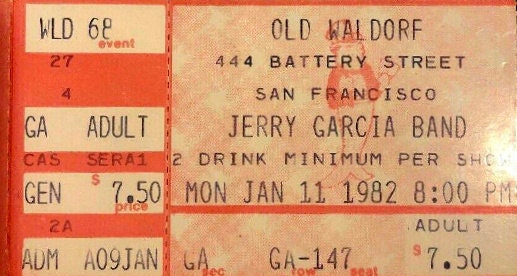 WLD 68
event
27
4
GA ADULT
CAS SERA1
GEN $ 7.50
price
2A
ADM A09JAN
OLD WALDORF
444 BATTERY STREET
SAN FRANCISCO
JERRY GARCIA BAND
2 DRINK MINIMUM PER SHOW
MON JAN 11 1982 8:00 PM
ADULT
GA GA-147 $7.50
sec row seat